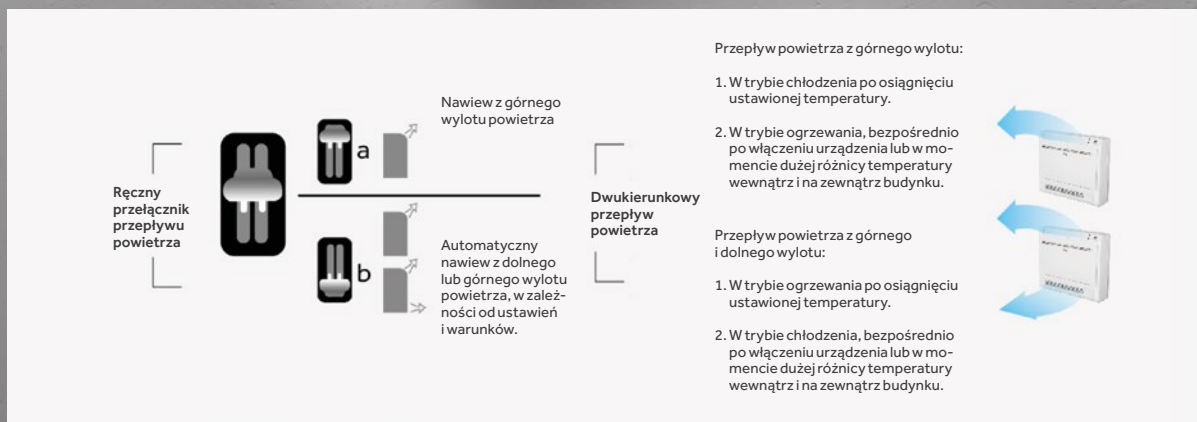 Ręczny
przełącznik
przepływu
powietrza
a
Nawiew z górnego
wylotu powietrza
b
Automatyczny
nawiew z dolnego
lub górnego wylotu
powietrza, w zależ-
ności od ustawień
i warunków.
Dwukierunkowy
przepływ
powietrza
Przepływ powietrza z górnego wylotu:
1. W trybie chłodzenia po osiągnięciu
ustawionej temperatury.
2. W trybie ogrzewania, bezpośrednio
po włączeniu urządzenia lub w mo-
mencie dużej różnicy temperatury
wewnątrz i na zewnątrz budynku.
Przepływ powietrza z górnego
i dolnego wylotu:
1. W trybie ogrzewania po osiągnięciu
ustawionej temperatury.
2. W trybie chłodzenia, bezpośrednio
po włączeniu urządzenia lub w mo-
mencie dużej różnicy temperatury
wewnątrz i na zewnątrz budynku.